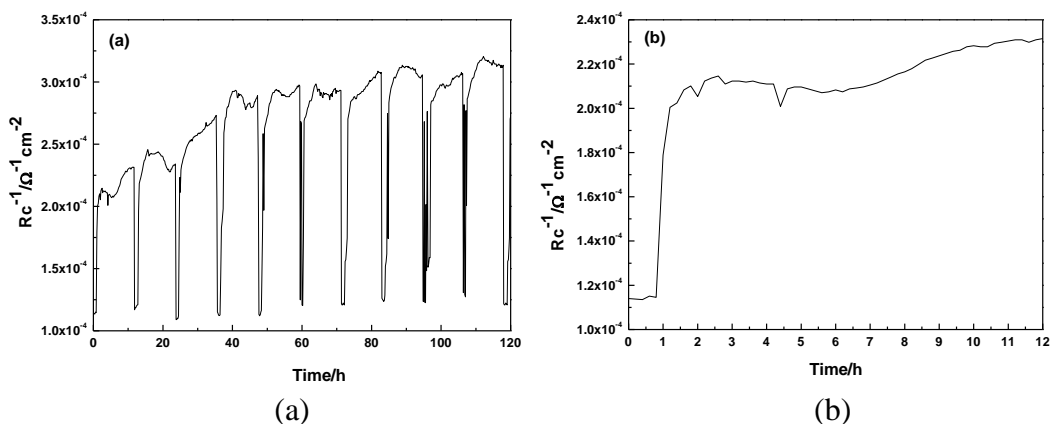 (a)
3.5x10-4
3.0x10-4
2.5x10-4
2.0x10-4
1.5x10-4
1.0x10-4
Rc-1/Ω-1cm-2
0 20 40 60 80 100 120
Time/h
(a)
(b)
2.4x10-4
2.2x10-4
2.0x10-4
1.8x10-4
1.6x10-4
1.4x10-4
1.2x10-4
1.0x10-4
Rc-1/Ω-1cm-2
0 1 2 3 4 5 6 7 8 9 10 11 12
Time/h
(b)